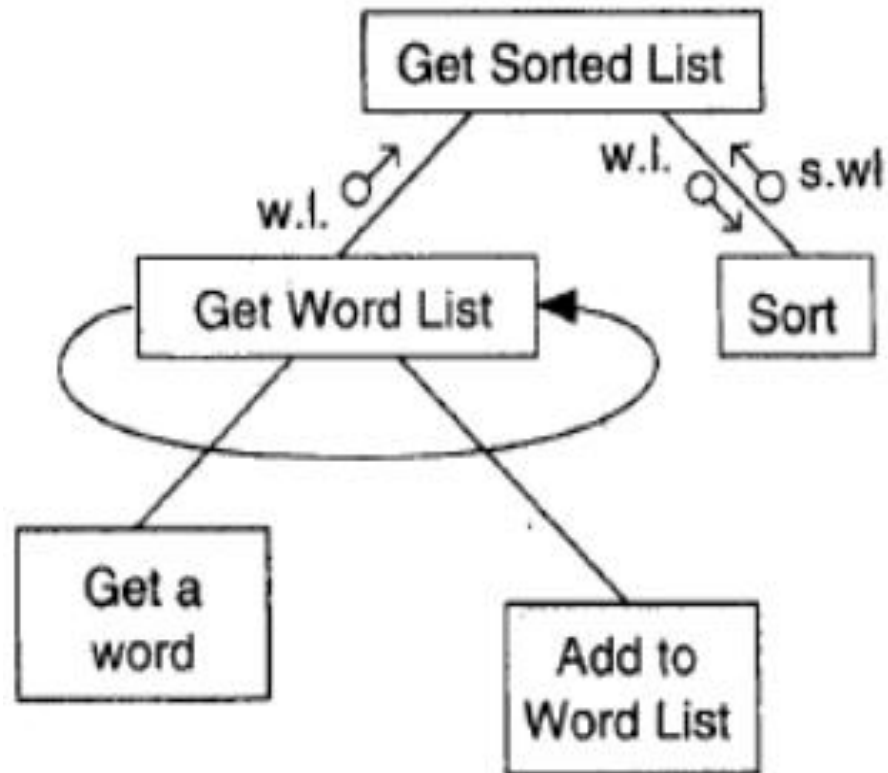 Get Sorted List
w.l.
w.l.
s.wl
Get Word List
Sort
Get a
word
Add to
Word List